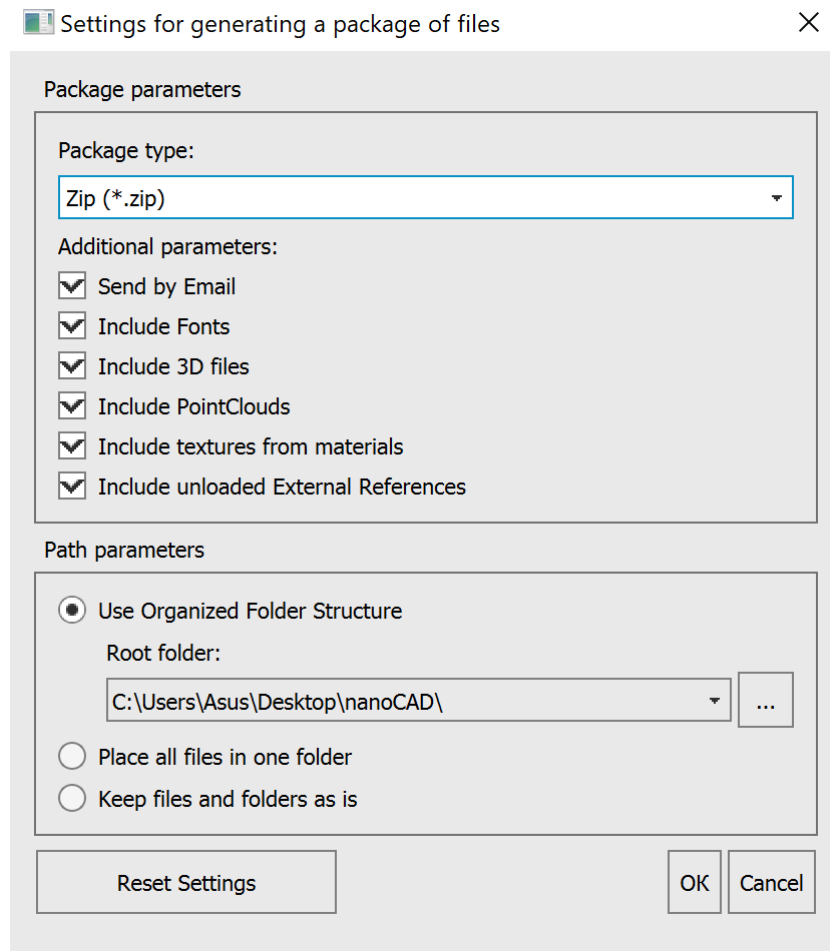 Settings for generating a package of files
Package parameters
Package type:
Zip (*.zip)
Additional parameters:
Send by Email
Include Fonts
Include 3D files
Include PointClouds
Include textures from materials
Include unloaded External References
Path parameters
Use Organized Folder Structure
Root folder:
C:\Users\Asus\Desktop\nanoCAD\
...
Place all files in one folder
Keep files and folders as is
Reset Settings
OK
Cancel